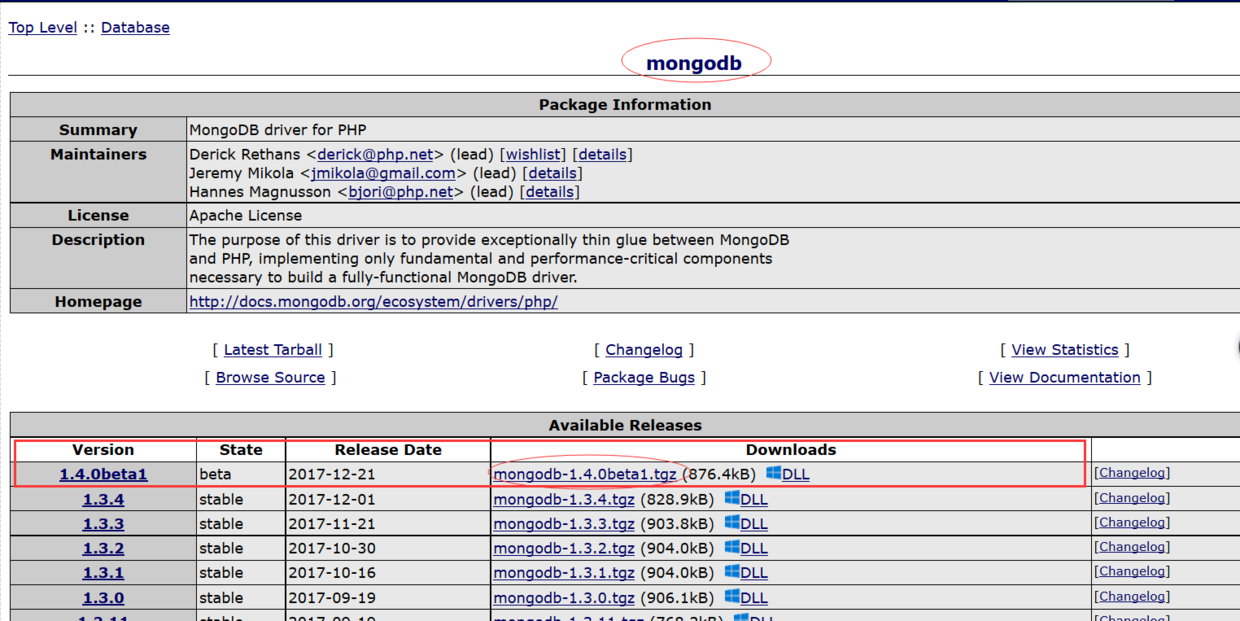 Top Level :: Database
mongodb
Package Information
Summary MongoDB driver for PHP
Maintainers Derick Rethans <derick@php.net> (lead) [wishlist] [details]
Jeremy Mikola <jmikola@gmail.com> (lead) [details]
Hannes Magnusson <bjori@php.net> (lead) [details]
License Apache License
Description The purpose of this driver is to provide exceptionally thin glue between MongoDB
and PHP, implementing only fundamental and performance-critical components
necessary to build a fully-functional MongoDB driver.
Homepage http://docs.mongodb.org/ecosystem/drivers/php/
[ Latest Tarball ] [ Changelog ] [ View Statistics ]
[ Browse Source ] [ Package Bugs ] [ View Documentation ]
Available Releases
Version State Release Date Downloads
1.4.0beta1 beta 2017-12-21 mongodb-1.4.0beta1.tgz (876.4kB) DLL [Changelog]
1.3.4 stable 2017-12-01 mongodb-1.3.4.tgz (828.9kB) DLL [Changelog]
1.3.3 stable 2017-11-21 mongodb-1.3.3.tgz (903.8kB) DLL [Changelog]
1.3.2 stable 2017-10-30 mongodb-1.3.2.tgz (904.0kB) DLL [Changelog]
1.3.1 stable 2017-10-16 mongodb-1.3.1.tgz (904.0kB) DLL [Changelog]
1.3.0 stable 2017-09-19 mongodb-1.3.0.tgz (906.1kB) DLL [Changelog]